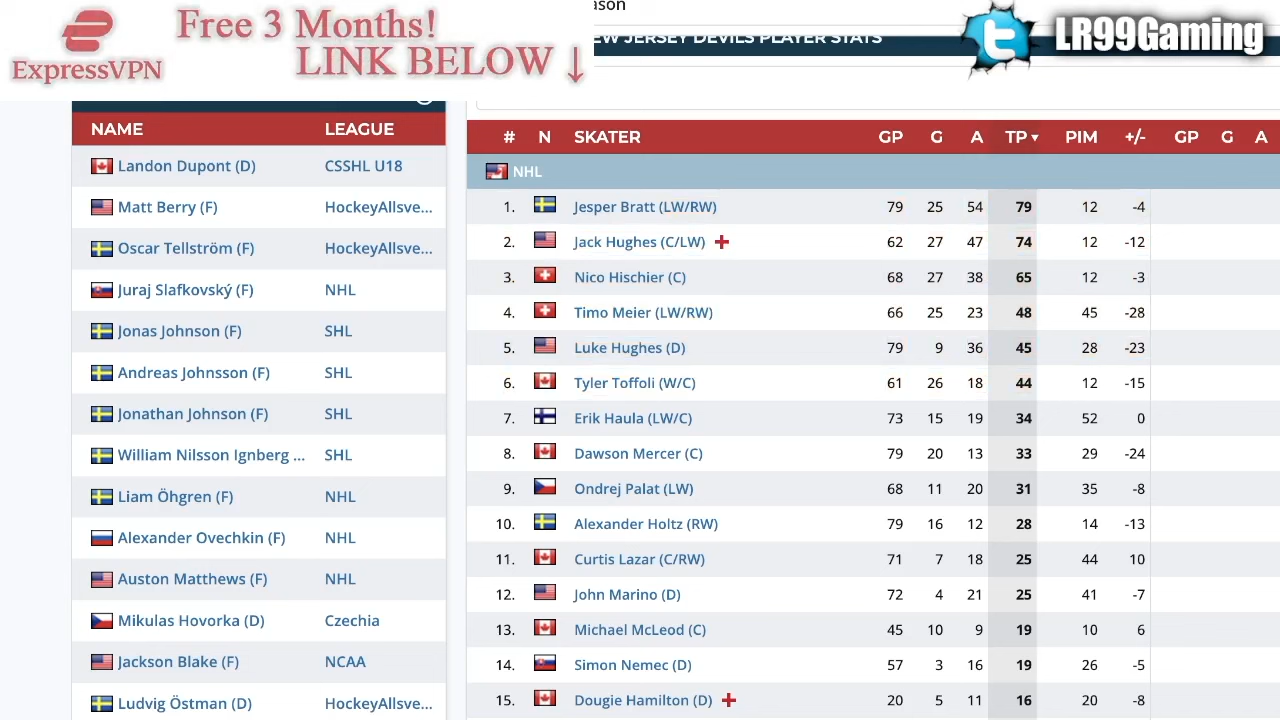 ason
ExpressVPN
Free 3 Months!
LINK BELOW ↓
EW JERSEY DEVILS PLAYER STATS
LR99Gaming
NAME LEAGUE
Landon Dupont (D) CSSHL U18
Matt Berry (F) HockeyAllsve...
Oscar Tellström (F) HockeyAllsve...
Juraj Slafkovský (F) NHL
Jonas Johnson (F) SHL
Andreas Johnsson (F) SHL
Jonathan Johnson (F) SHL
William Nilsson Ignberg ... SHL
Liam Öhgren (F) NHL
Alexander Ovechkin (F) NHL
Auston Matthews (F) NHL
Mikulas Hovorka (D) Czechia
Jackson Blake (F) NCAA
Ludvig Östman (D) HockeyAllsve...
# N SKATER GP G A TP ▾ PIM +/- GP G A
NHL
1. Jesper Bratt (LW/RW) 79 25 54 79 12 -4
2. Jack Hughes (C/LW) 62 27 47 74 12 -12
3. Nico Hischier (C) 68 27 38 65 12 -3
4. Timo Meier (LW/RW) 66 25 23 48 45 -28
5. Luke Hughes (D) 79 9 36 45 28 -23
6. Tyler Toffoli (W/C) 61 26 18 44 12 -15
7. Erik Haula (LW/C) 73 15 19 34 52 0
8. Dawson Mercer (C) 79 20 13 33 29 -24
9. Ondrej Palat (LW) 68 11 20 31 35 -8
10. Alexander Holtz (RW) 79 16 12 28 14 -13
11. Curtis Lazar (C/RW) 71 7 18 25 44 10
12. John Marino (D) 72 4 21 25 41 -7
13. Michael McLeod (C) 45 10 9 19 10 6
14. Simon Nemec (D) 57 3 16 19 26 -5
15. Dougie Hamilton (D) 20 5 11 16 20 -8